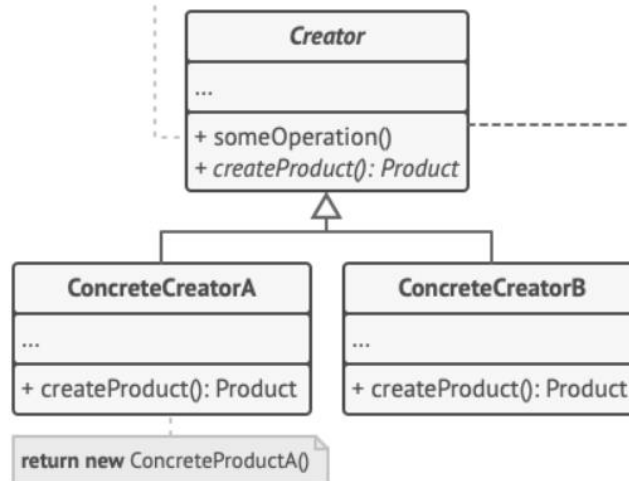 Creator
...
+ someOperation()
+ createProduct(): Product
ConcreteCreatorA
...
+ createProduct(): Product
return new ConcreteProductA()
ConcreteCreatorB
...
+ createProduct(): Product